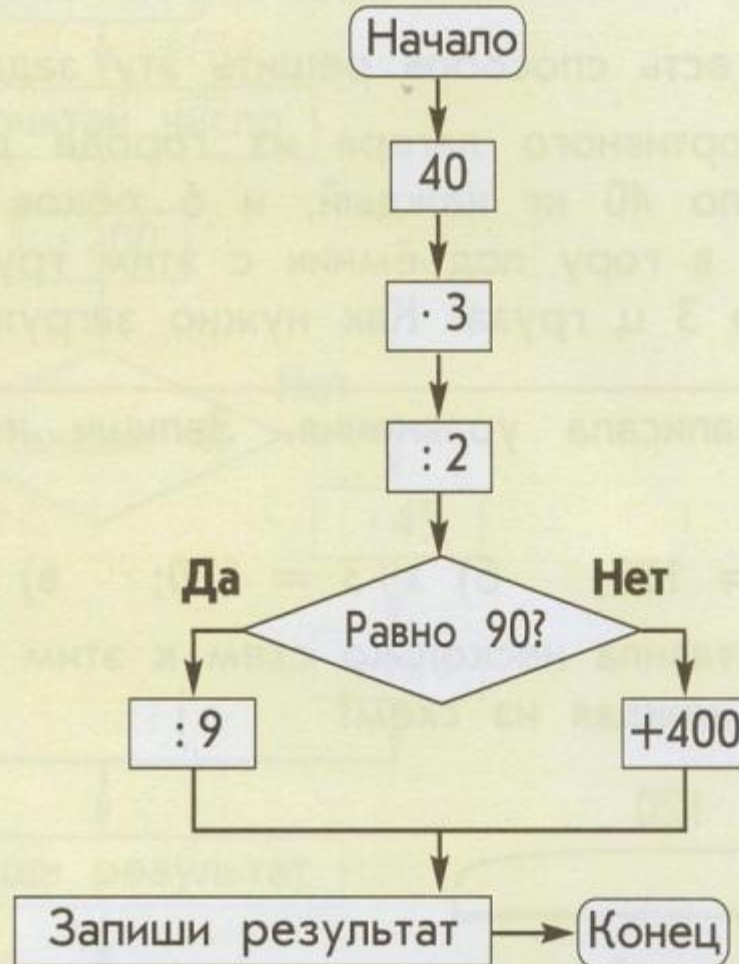 Начало
40
· 3
: 2
Да
Нет
Равно 90?
: 9
+400
Запиши результат
Конец